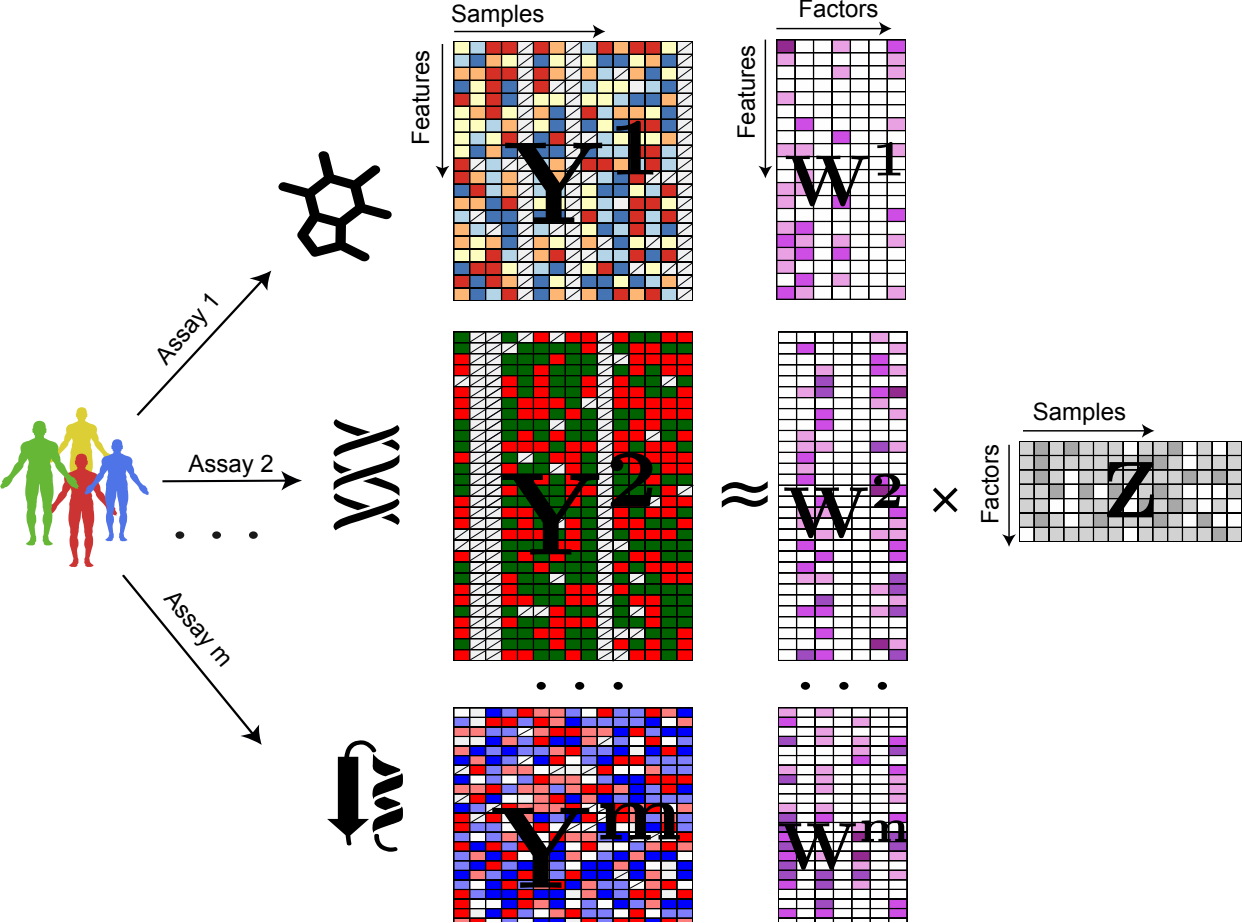 Samples
Factors
Features
Features
Y1
W1
Assay 1
Samples
Assay 2
Y2
≈
W2
×
Factors
Z
. . .
Assay m
. . .
. . .
Ym
Wm